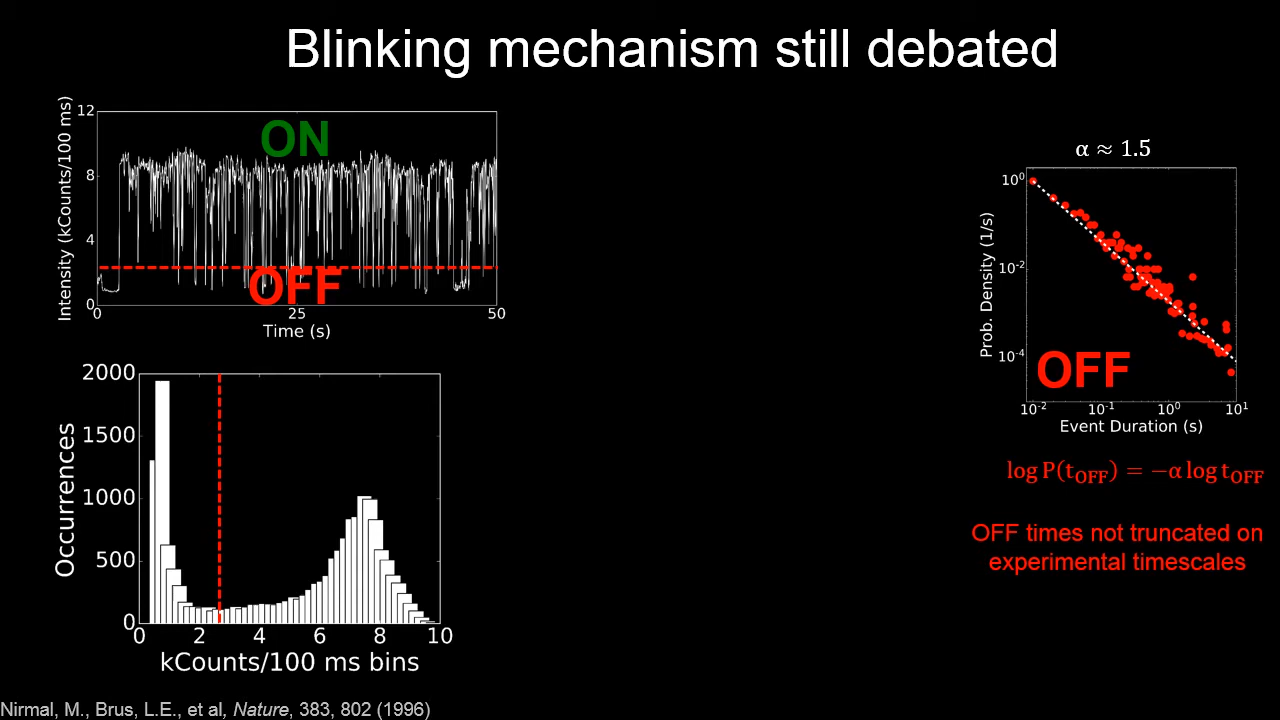 Blinking mechanism still debated
Intensity (kCounts/100 ms)
12
8
4
0
ON
OFF
0
25
50
Time (s)
Occurrences
2000
1500
1000
500
0
0
2
4
6
8
10
kCounts/100 ms bins
α ≈ 1.5
Prob. Density (1/s)
10⁰
10⁻²
10⁻⁴
OFF
10⁻²
10⁻¹
10⁰
10¹
Event Duration (s)
log P(t_OFF) = −α log t_OFF
OFF times not truncated on
experimental timescales
Nirmal, M., Brus, L.E., et al, Nature, 383, 802 (1996)